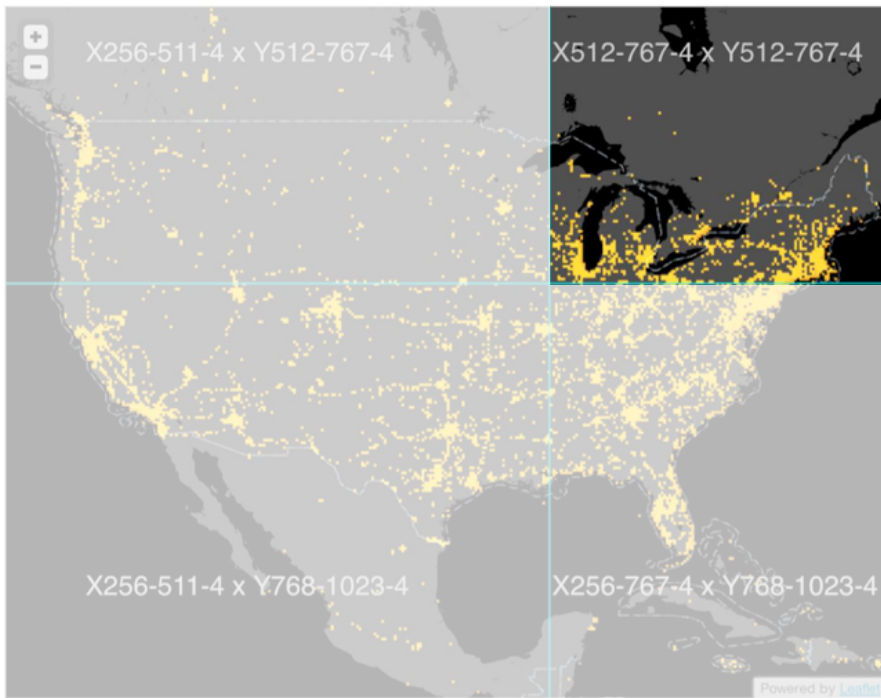 +
X256-511-4 x Y512-767-4
X512-767-4 x Y512-767-4
−
X256-511-4 x Y768-1023-4
X256-767-4 x Y768-1023-4
Powered by Leaflet